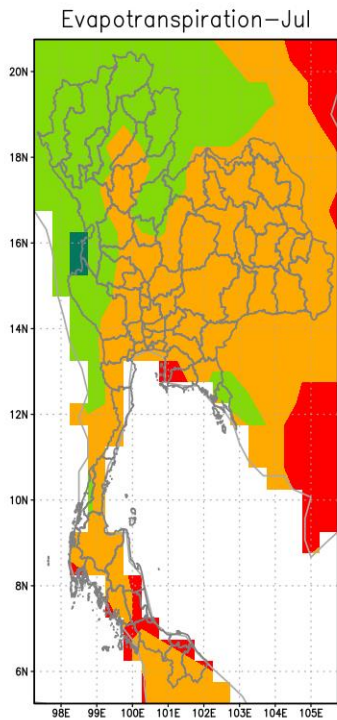 Evapotranspiration-Jul
20N
18N
16N
14N
12N
10N
8N
6N
98E 99E 100E 101E 102E 103E 104E 105E